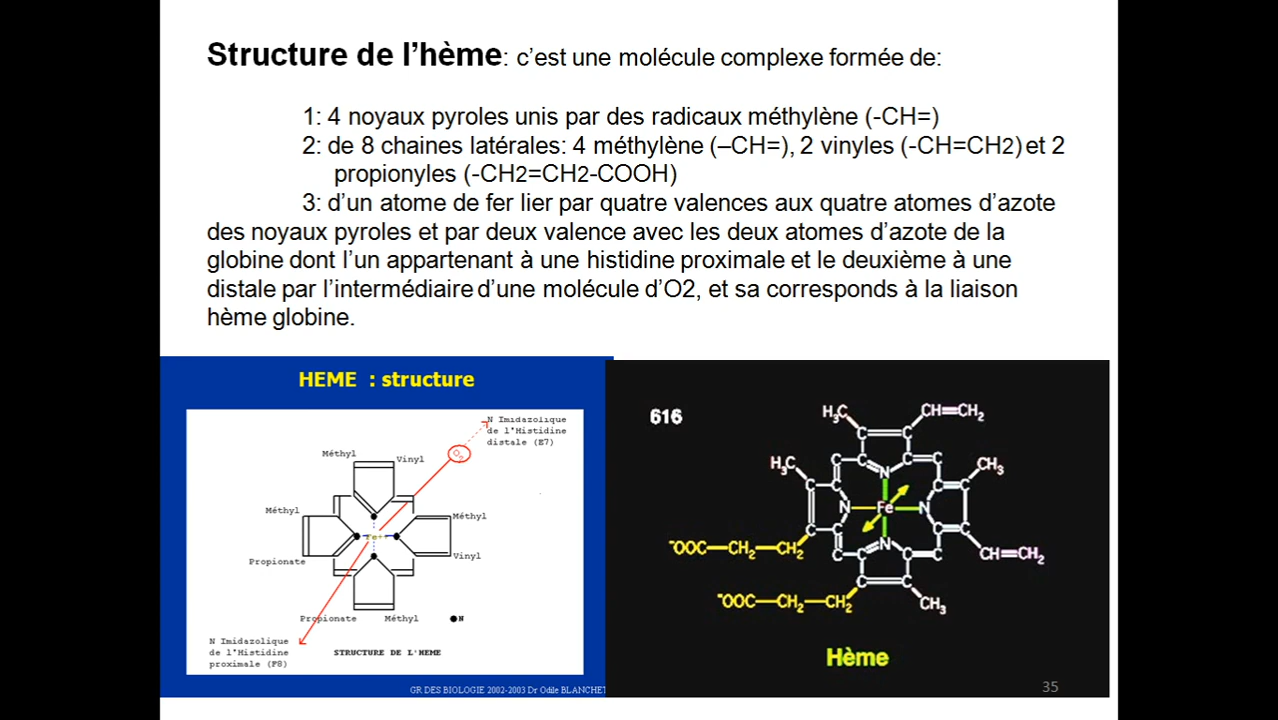 Structure de l’hème: c’est une molécule complexe formée de:
1: 4 noyaux pyroles unis par des radicaux méthylène (-CH=)
2: de 8 chaines latérales: 4 méthylène (–CH=), 2 vinyles (-CH=CH2) et 2
propionyles (-CH2=CH2-COOH)
3: d’un atome de fer lier par quatre valences aux quatre atomes d’azote
des noyaux pyroles et par deux valence avec les deux atomes d’azote de la
globine dont l’un appartenant à une histidine proximale et le deuxième à une
distale par l’intermédiaire d’une molécule d’O2, et sa corresponds à la liaison
hème globine.
HEME : structure
N Imidazolique
de l'Histidine
distale (E7)
O2
Méthyl
Vinyl
Méthyl
Méthyl
Fe++
Propionate
Vinyl
Propionate
Méthyl
N
N Imidazolique
de l'Histidine
proximale (F8)
STRUCTURE DE L'HEME
GR DES BIOLOGIE 2002-2003 Dr Odile BLANCHET
616
H3C
CH=CH2
H3C
CH3
N
N
Fe
N
N
-OOC—CH2—CH2
CH=CH2
-OOC—CH2—CH2
CH3
Hème
35